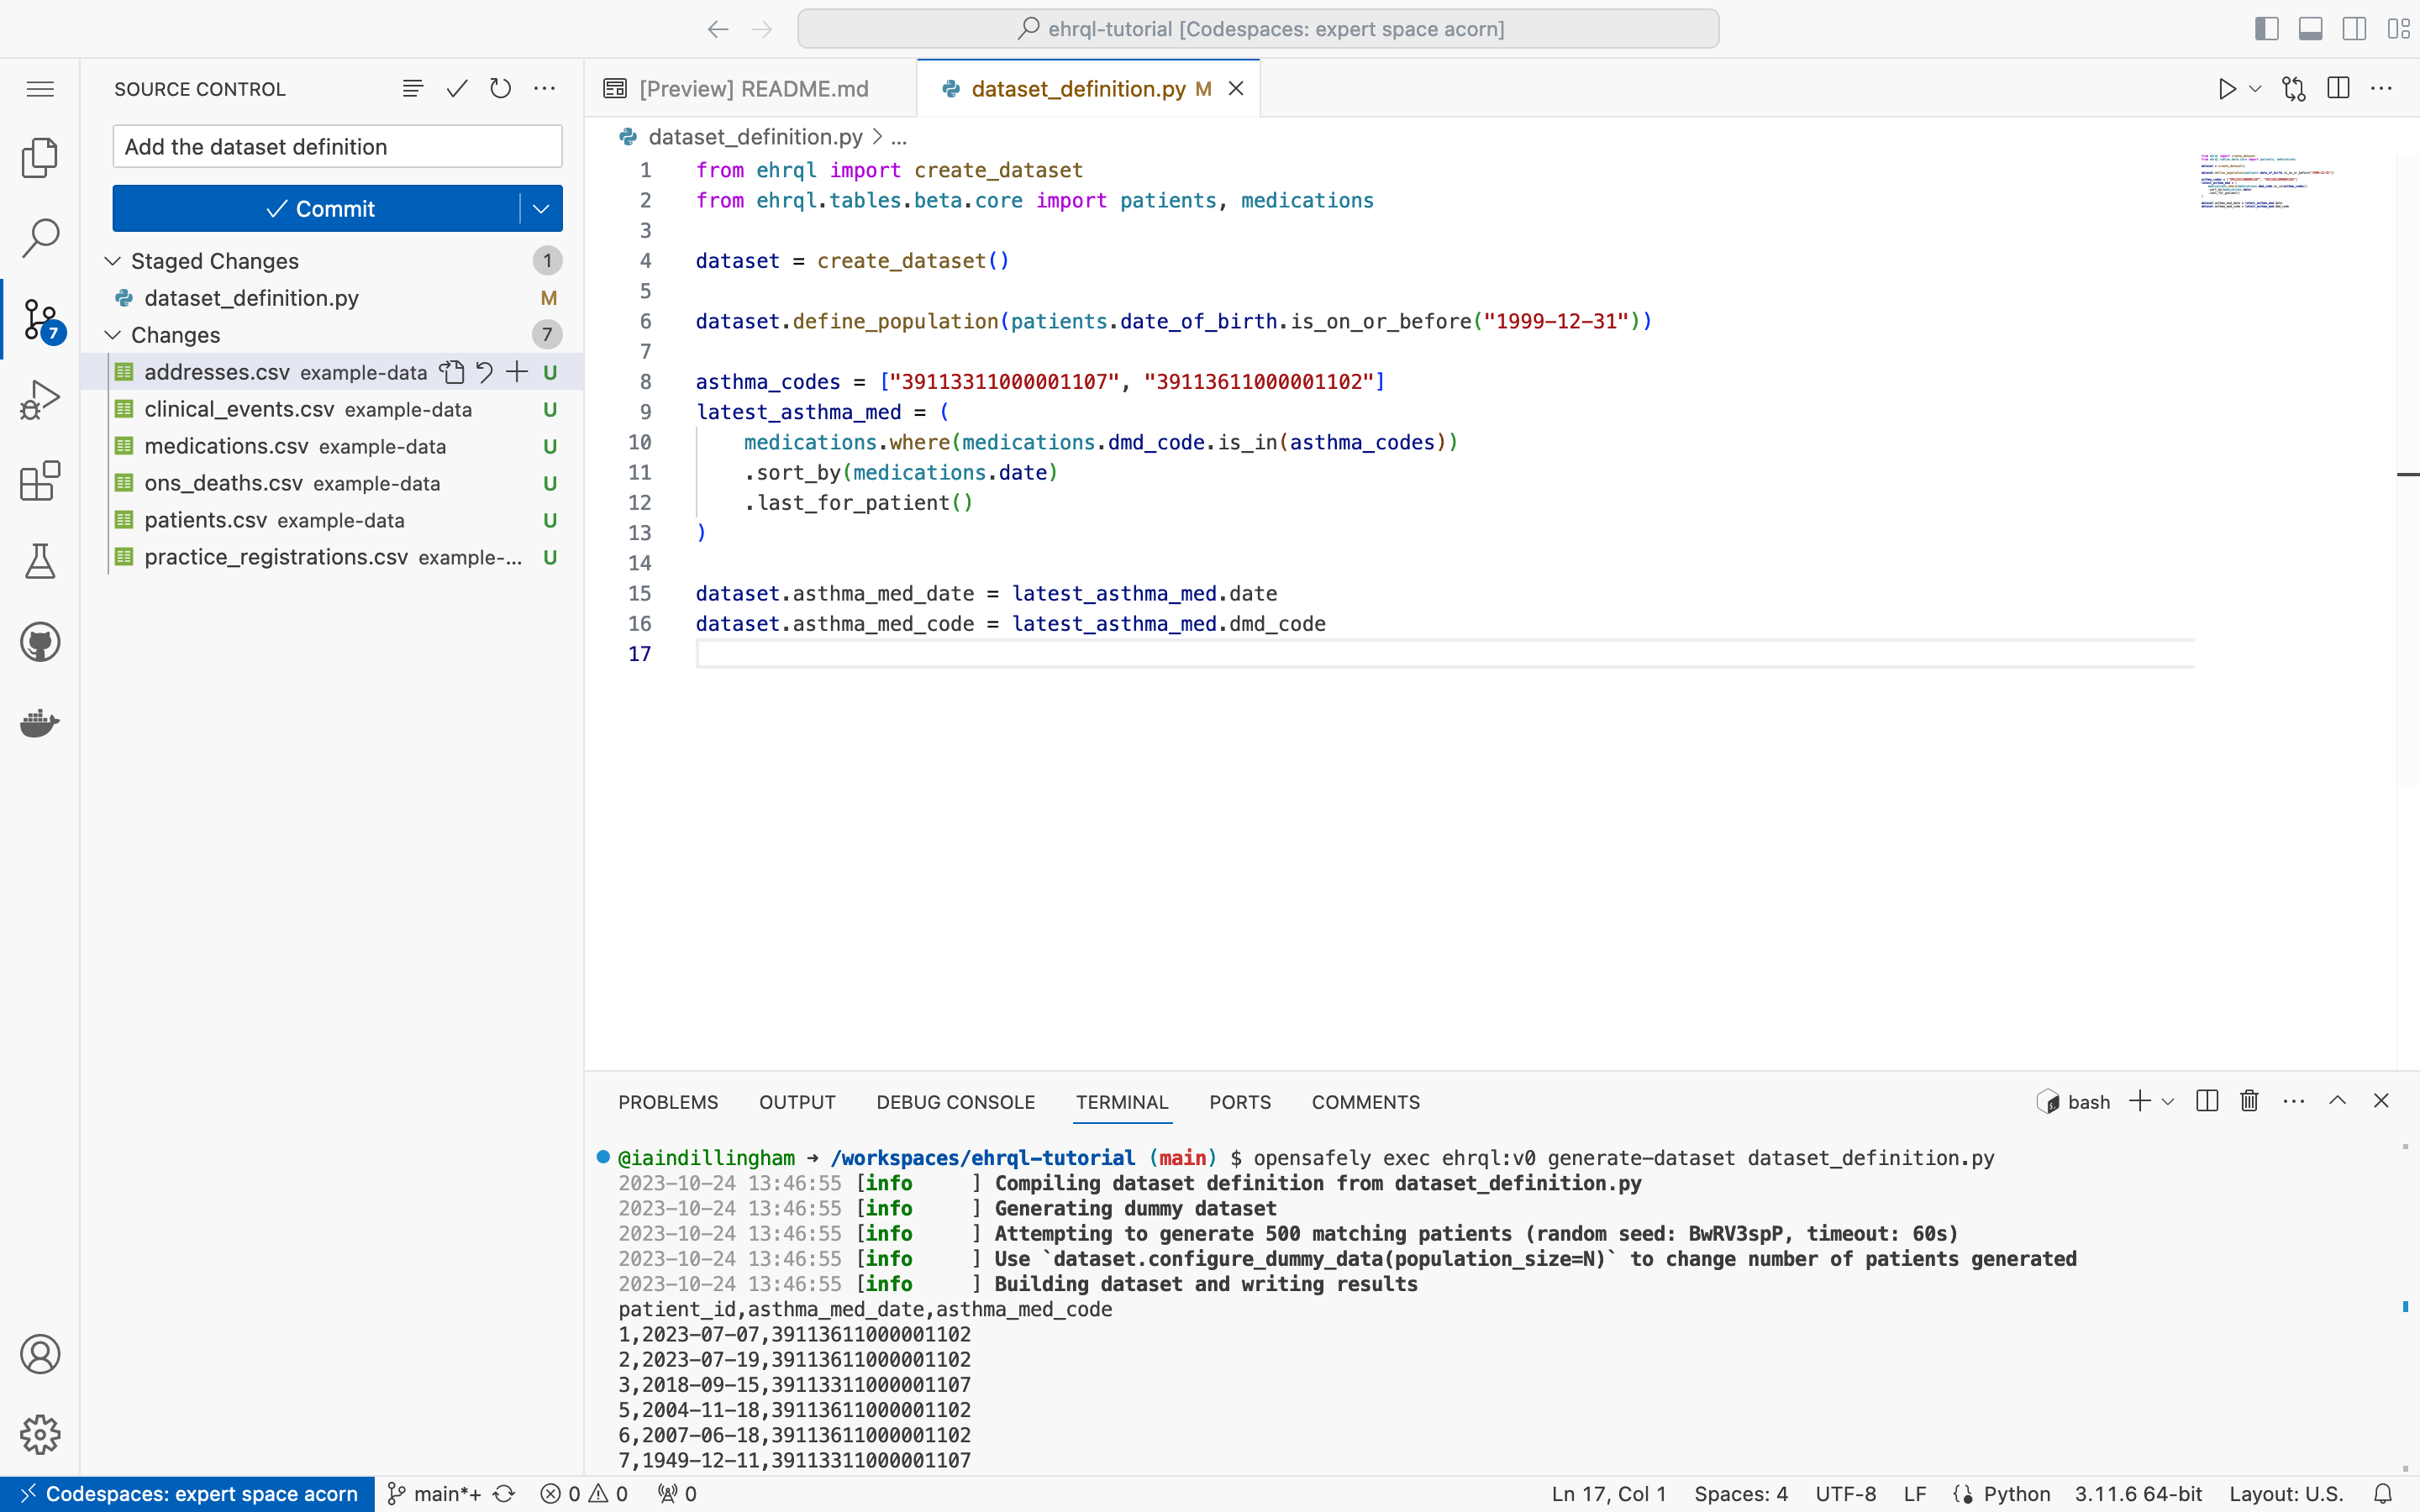 ehrql-tutorial [Codespaces: expert space acorn]
SOURCE CONTROL
Add the dataset definition
Commit
Staged Changes 1
dataset_definition.py M
Changes 7
addresses.csv example-data U
clinical_events.csv example-data U
medications.csv example-data U
ons_deaths.csv example-data U
patients.csv example-data U
practice_registrations.csv example-... U
7
[Preview] README.md
dataset_definition.py M
dataset_definition.py > ...
1 from ehrql import create_dataset
2 from ehrql.tables.beta.core import patients, medications
3
4 dataset = create_dataset()
5
6 dataset.define_population(patients.date_of_birth.is_on_or_before("1999-12-31"))
7
8 asthma_codes = ["39113311000001107", "39113611000001102"]
9 latest_asthma_med = (
10 medications.where(medications.dmd_code.is_in(asthma_codes))
11 .sort_by(medications.date)
12 .last_for_patient()
13 )
14
15 dataset.asthma_med_date = latest_asthma_med.date
16 dataset.asthma_med_code = latest_asthma_med.dmd_code
17
PROBLEMS OUTPUT DEBUG CONSOLE TERMINAL PORTS COMMENTS
bash
@iaindillingham → /workspaces/ehrql-tutorial (main) $ opensafely exec ehrql:v0 generate-dataset dataset_definition.py
2023-10-24 13:46:55 [info ] Compiling dataset definition from dataset_definition.py
2023-10-24 13:46:55 [info ] Generating dummy dataset
2023-10-24 13:46:55 [info ] Attempting to generate 500 matching patients (random seed: BwRV3spP, timeout: 60s)
2023-10-24 13:46:55 [info ] Use `dataset.configure_dummy_data(population_size=N)` to change number of patients generated
2023-10-24 13:46:55 [info ] Building dataset and writing results
patient_id,asthma_med_date,asthma_med_code
1,2023-07-07,39113611000001102
2,2023-07-19,39113611000001102
3,2018-09-15,39113311000001107
5,2004-11-18,39113611000001102
6,2007-06-18,39113611000001102
7,1949-12-11,39113311000001107
Codespaces: expert space acorn main*+ 0 0 0 Ln 17, Col 1 Spaces: 4 UTF-8 LF Python 3.11.6 64-bit Layout: U.S.